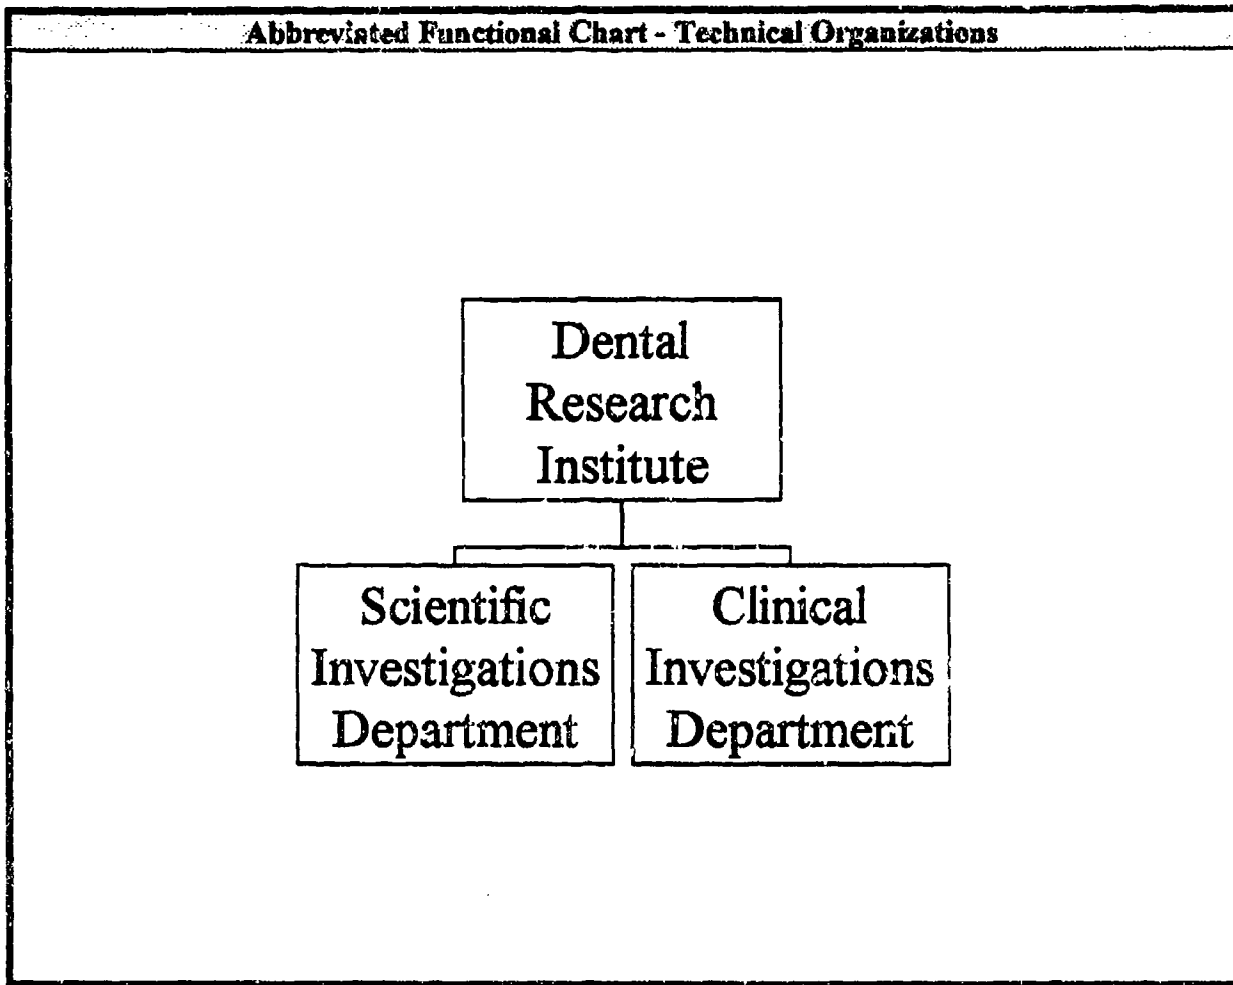 Abbreviated Functional Chart - Technical Organizations
Dental
Research
Institute
Scientific
Investigations
Department
Clinical
Investigations
Department